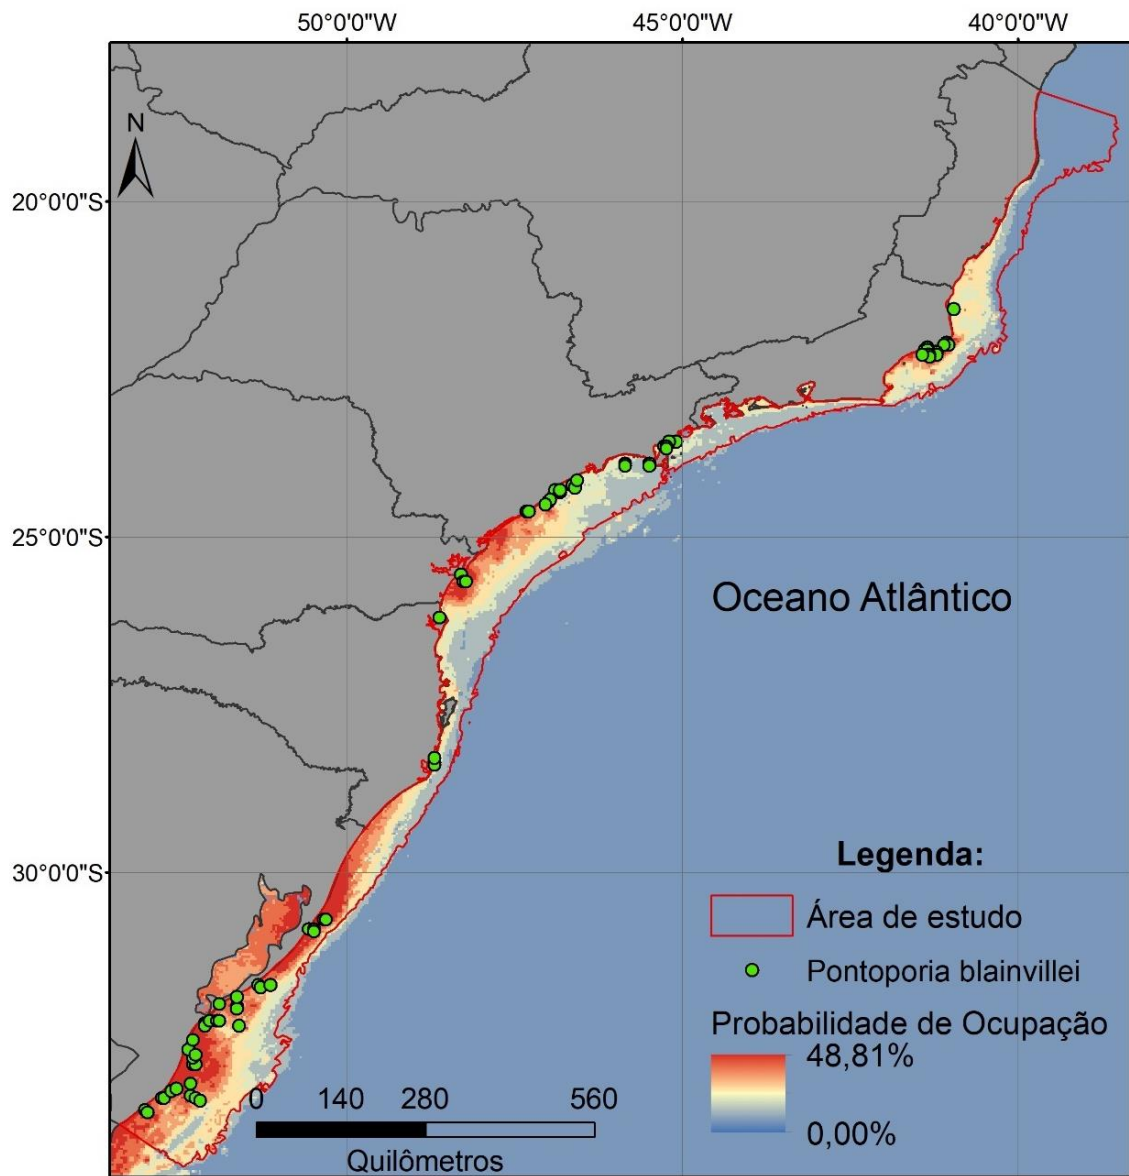 50°0'0"W 45°0'0"W 40°0'0"W
N
20°0'0"S
25°0'0"S
Oceano Atlântico
30°0'0"S
Legenda:
Área de estudo
Pontoporia blainvillei
Probabilidade de Ocupação
48,81%
0,00%
0 140 280 560
Quilômetros